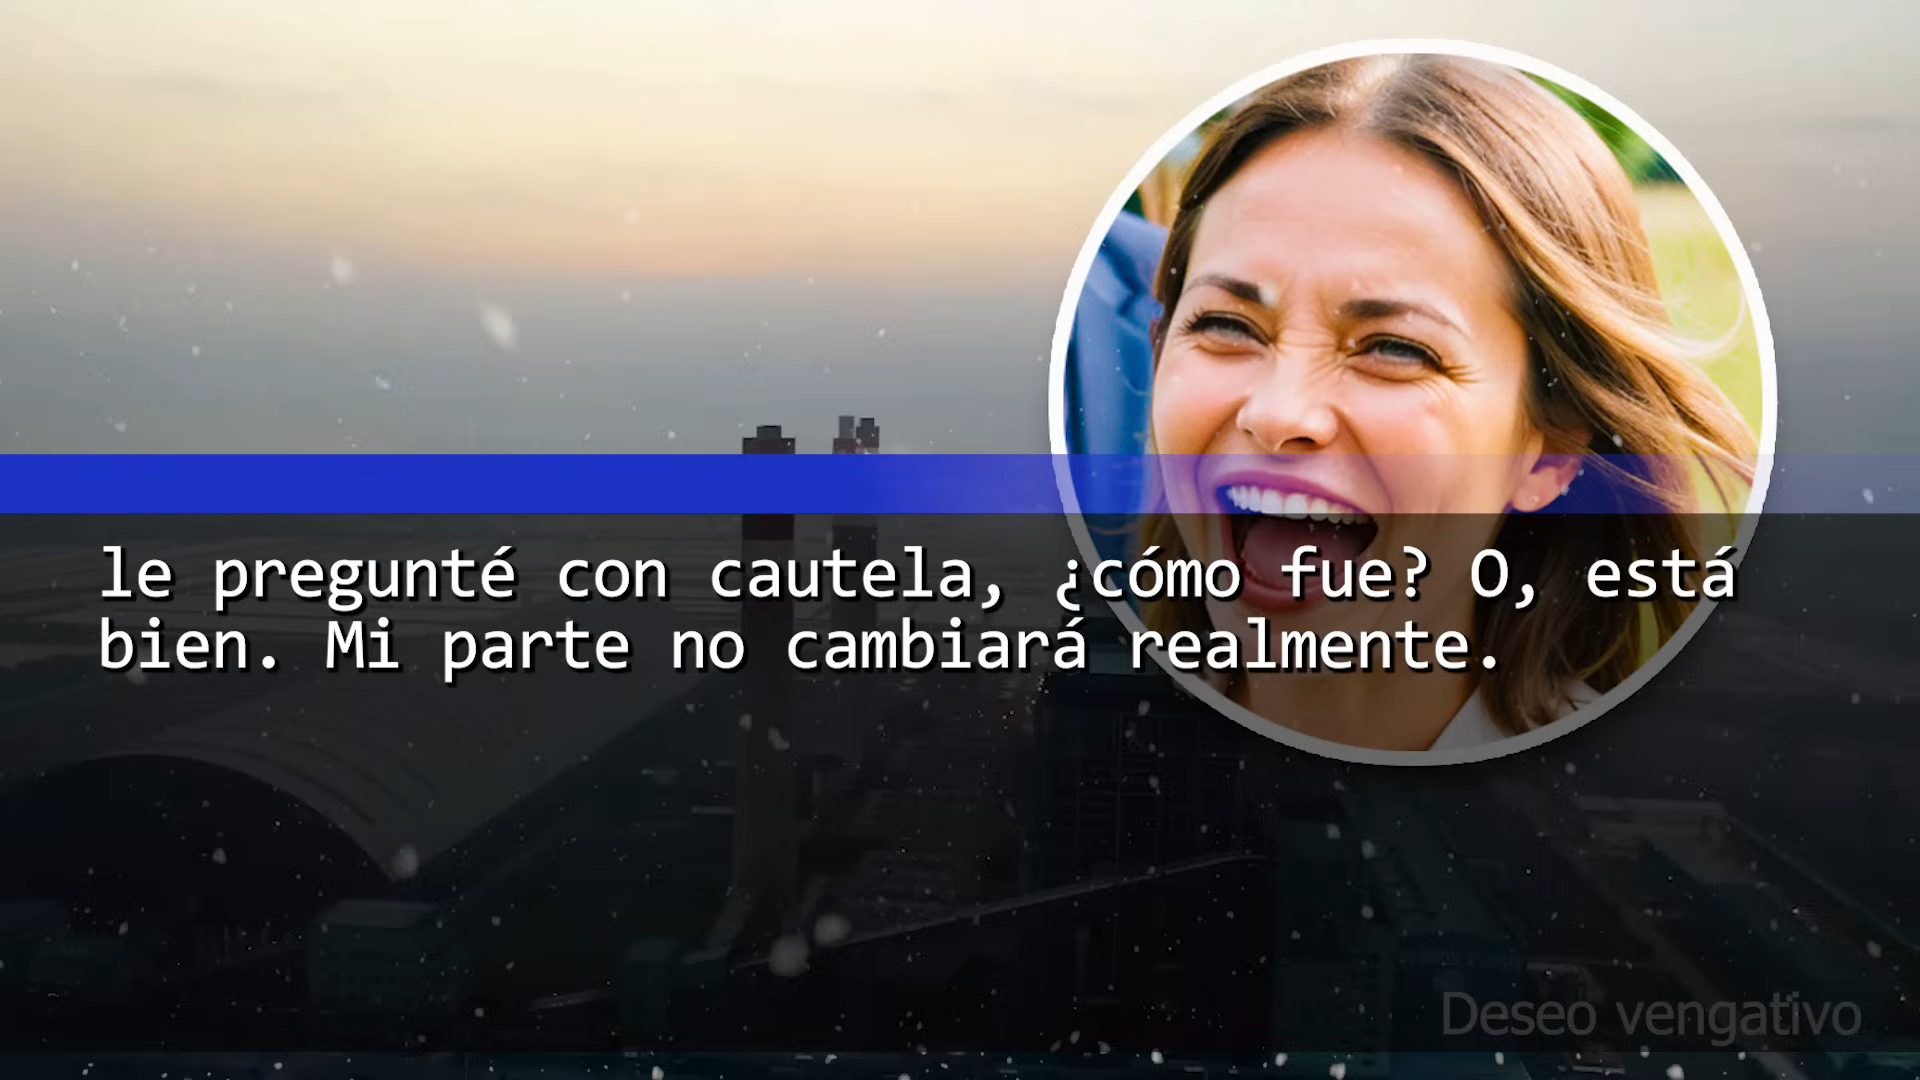 le pregunté con cautela, ¿cómo fue? O, está
bien. Mi parte no cambiará realmente.
Deseo vengativo